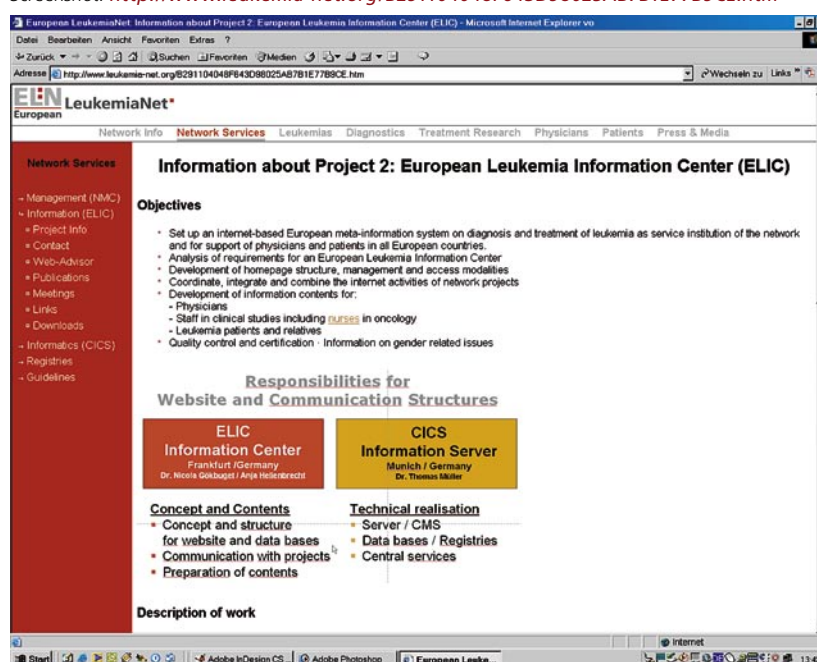 European LeukemiaNet: Information about Project 2: European Leukemia Information Center (ELIC) - Microsoft Internet Explorer vo
Datei Bearbeiten Ansicht Favoriten Extras ?
Zurück Suchen Favoriten Medien
Adresse http://www.leukemia-net.org/B291104048F643D98025AB7B1E77B9CE.htm Wechseln zu Links »
ELN LeukemiaNet
European
Network Info Network Services Leukemias Diagnostics Treatment Research Physicians Patients Press & Media
Network Services
Management (NMC)
Information (ELIC)
Project Info
Contact
Web-Advisor
Publications
Meetings
Links
Downloads
Informatics (CICS)
Registries
Guidelines
Information about Project 2: European Leukemia Information Center (ELIC)
Objectives
Set up an internet-based European meta-information system on diagnosis and treatment of leukemia as service institution of the network
and for support of physicians and patients in all European countries.
Analysis of requirements for an European Leukemia Information Center
Development of homepage structure, management and access modalities
Coordinate, integrate and combine the internet activities of network projects
Development of information contents for:
- Physicians
- Staff in clinical studies including nurses in oncology
- Leukemia patients and relatives
Quality control and certification · Information on gender related issues
Responsibilities for
Website and Communication Structures
ELIC
Information Center
Frankfurt /Germany
Dr. Nicola Gökbuget / Anja Hellenbrecht
CICS
Information Server
Munich / Germany
Dr. Thomas Müller
Concept and Contents
Concept and structure
for website and data bases
Communication with projects
Preparation of contents
Technical realisation
Server / CMS
Data bases / Registries
Central services
Description of work
Internet
Start Adobe InDesign CS... Adobe Photoshop European Leuke...